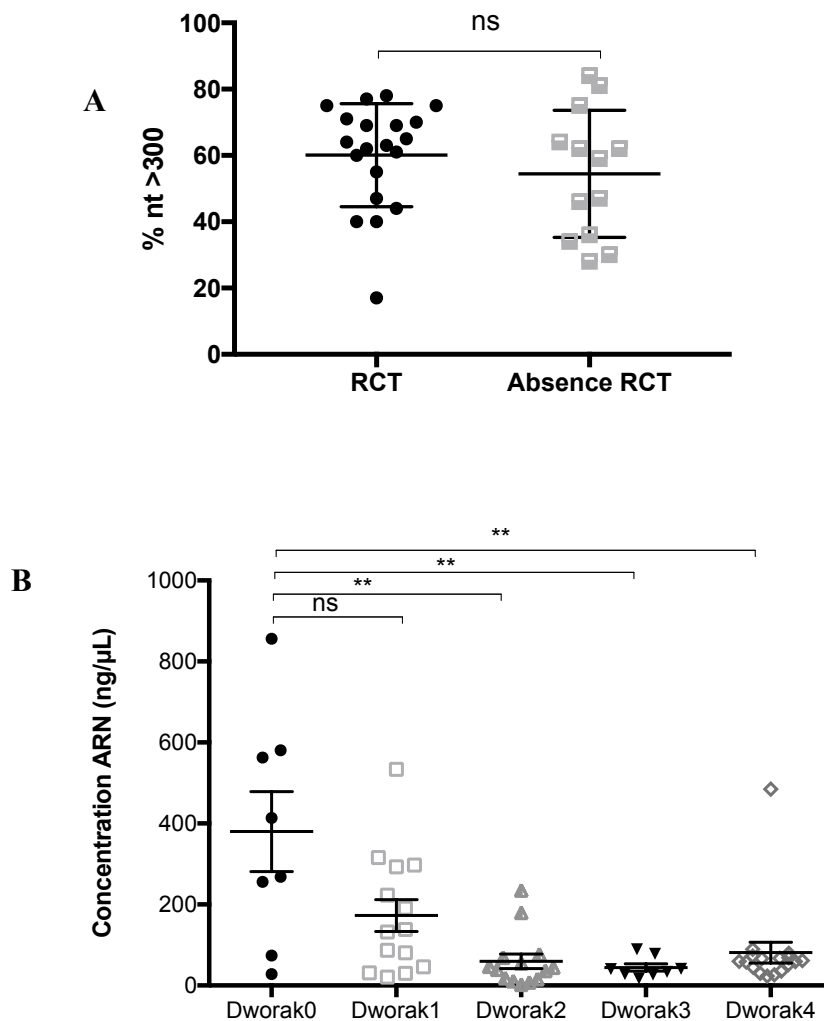 A
ns
% nt >300
100
80
60
40
20
0
RCT
Absence RCT
B
**
**
**
ns
Concentration ARN (ng/µL)
1000
800
600
400
200
0
Dworak0
Dworak1
Dworak2
Dworak3
Dworak4